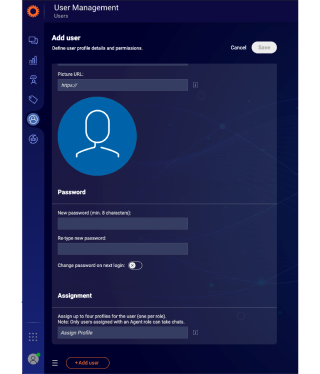 User Management
Users
Add user
Define user profile details and permissions.
Cancel
Save
Picture URL:
https://
Password
New password (min. 8 characters):
Re-type new password:
Change password on next login:
Assignment
Assign up to four profiles for the user (one per role).
Note: Only users assigned with an Agent role can take chats.
Assign Profile
+Add user